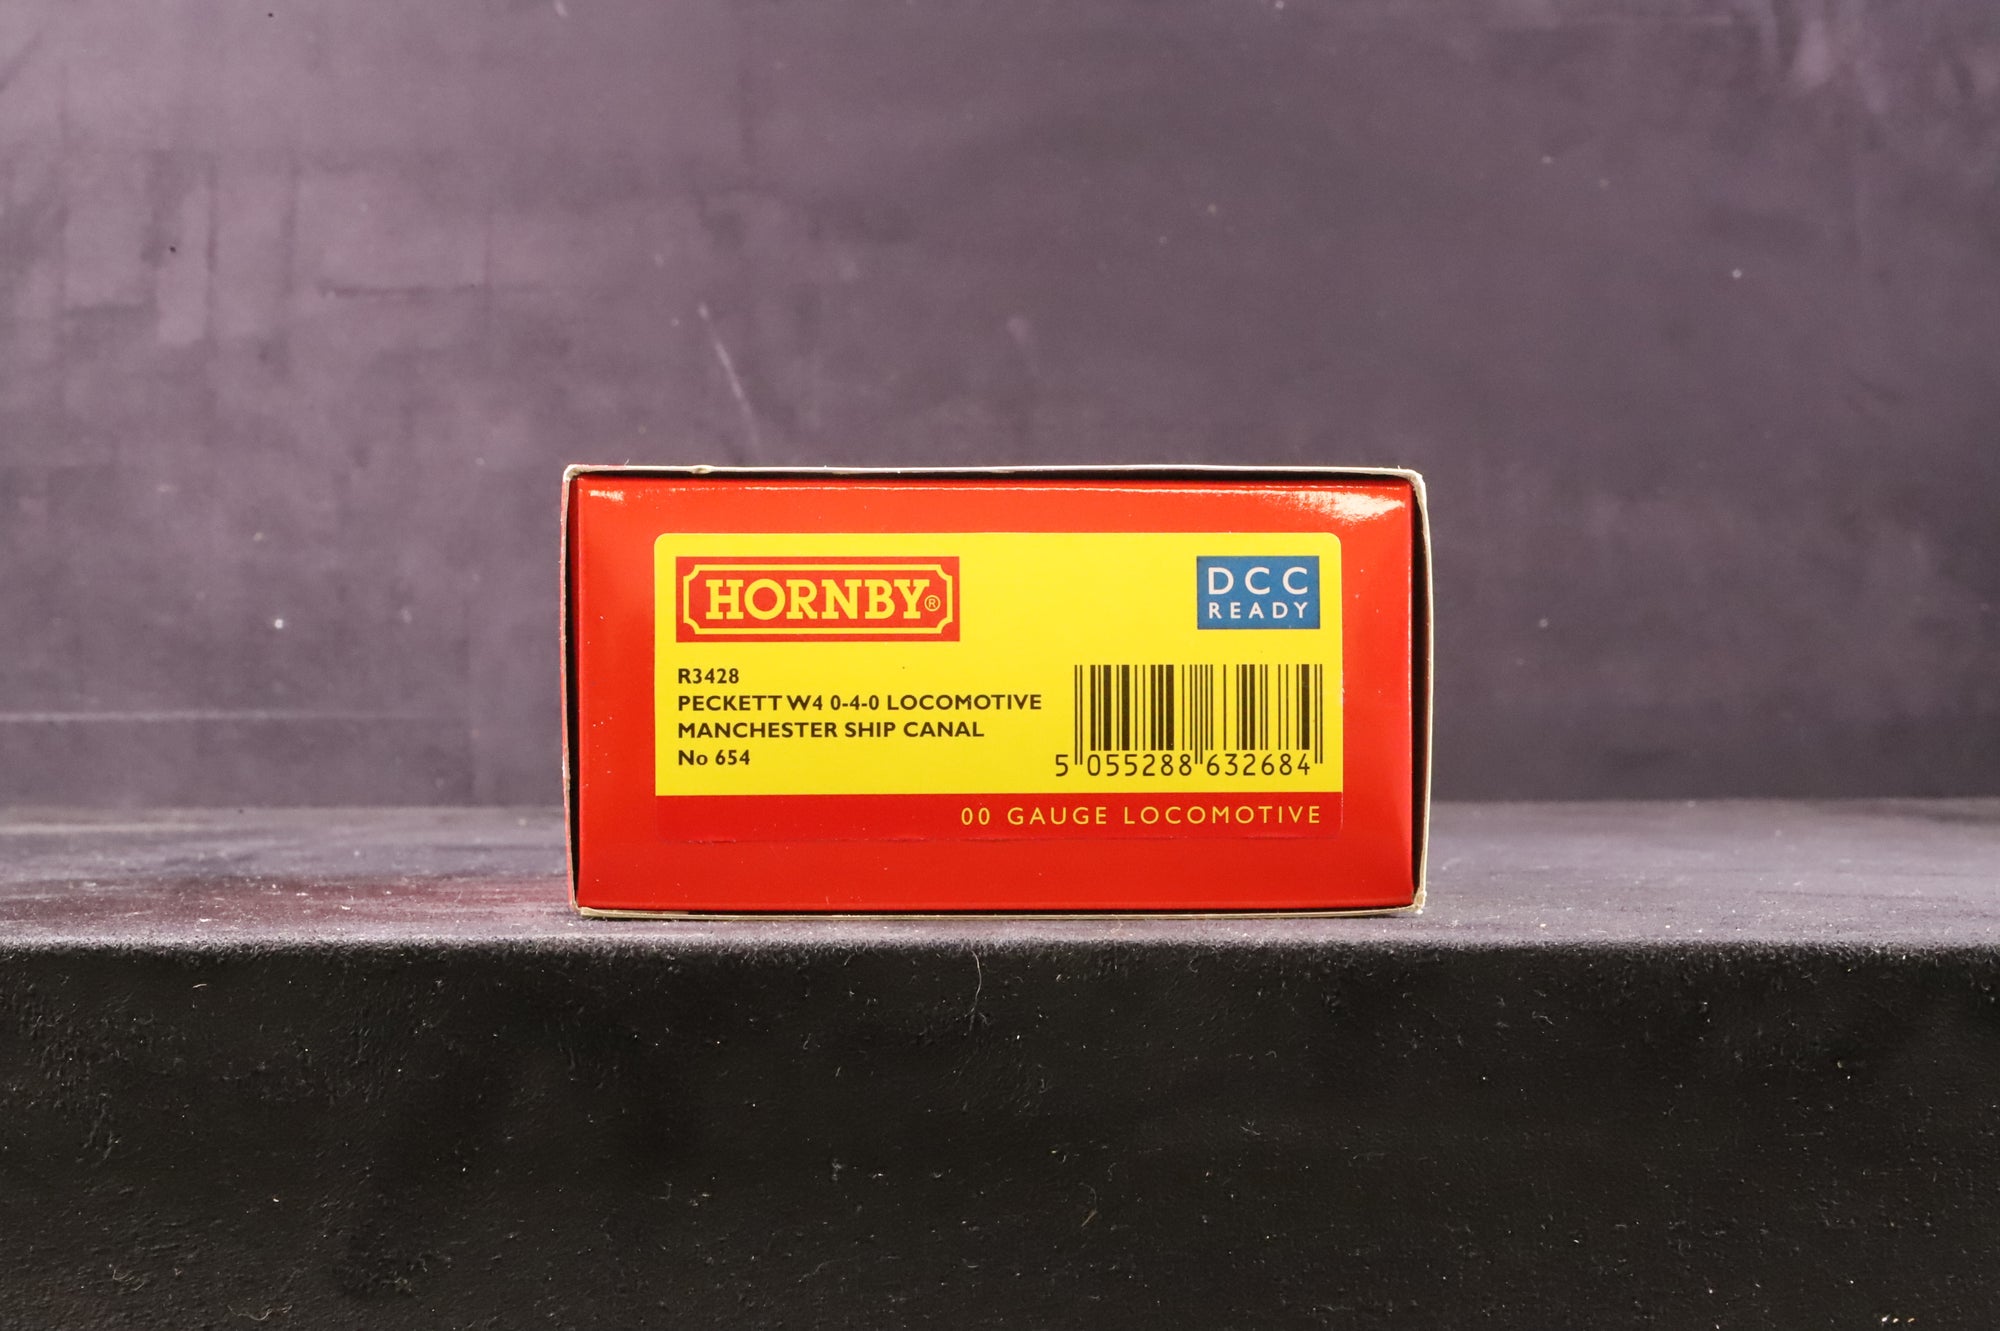 HORNBY®
DCC
READY
R3428
PECKETT W4 0-4-0 LOCOMOTIVE
MANCHESTER SHIP CANAL
No 654
5 055288 632684
00 GAUGE LOCOMOTIVE